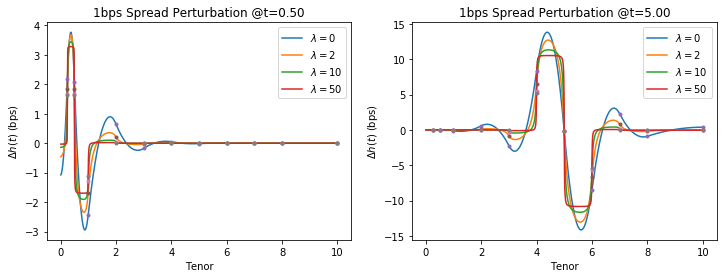 1bps Spread Perturbation @t=0.50
Δh(t) (bps)
4
3
2
1
0
−1
−2
−3
λ = 0
λ = 2
λ = 10
λ = 50
0 2 4 6 8 10
Tenor
1bps Spread Perturbation @t=5.00
Δh(t) (bps)
15
10
5
0
−5
−10
−15
λ = 0
λ = 2
λ = 10
λ = 50
0 2 4 6 8 10
Tenor